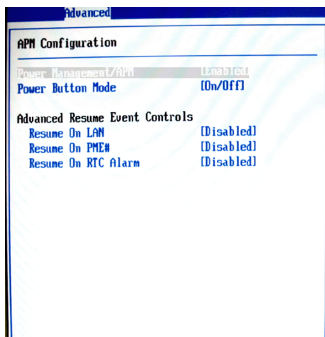 Advanced
APM Configuration
Power Management/APM [Enabled]
Power Button Mode [On/Off]
Advanced Resume Event Controls
Resume On LAN [Disabled]
Resume On PME# [Disabled]
Resume On RTC Alarm [Disabled]